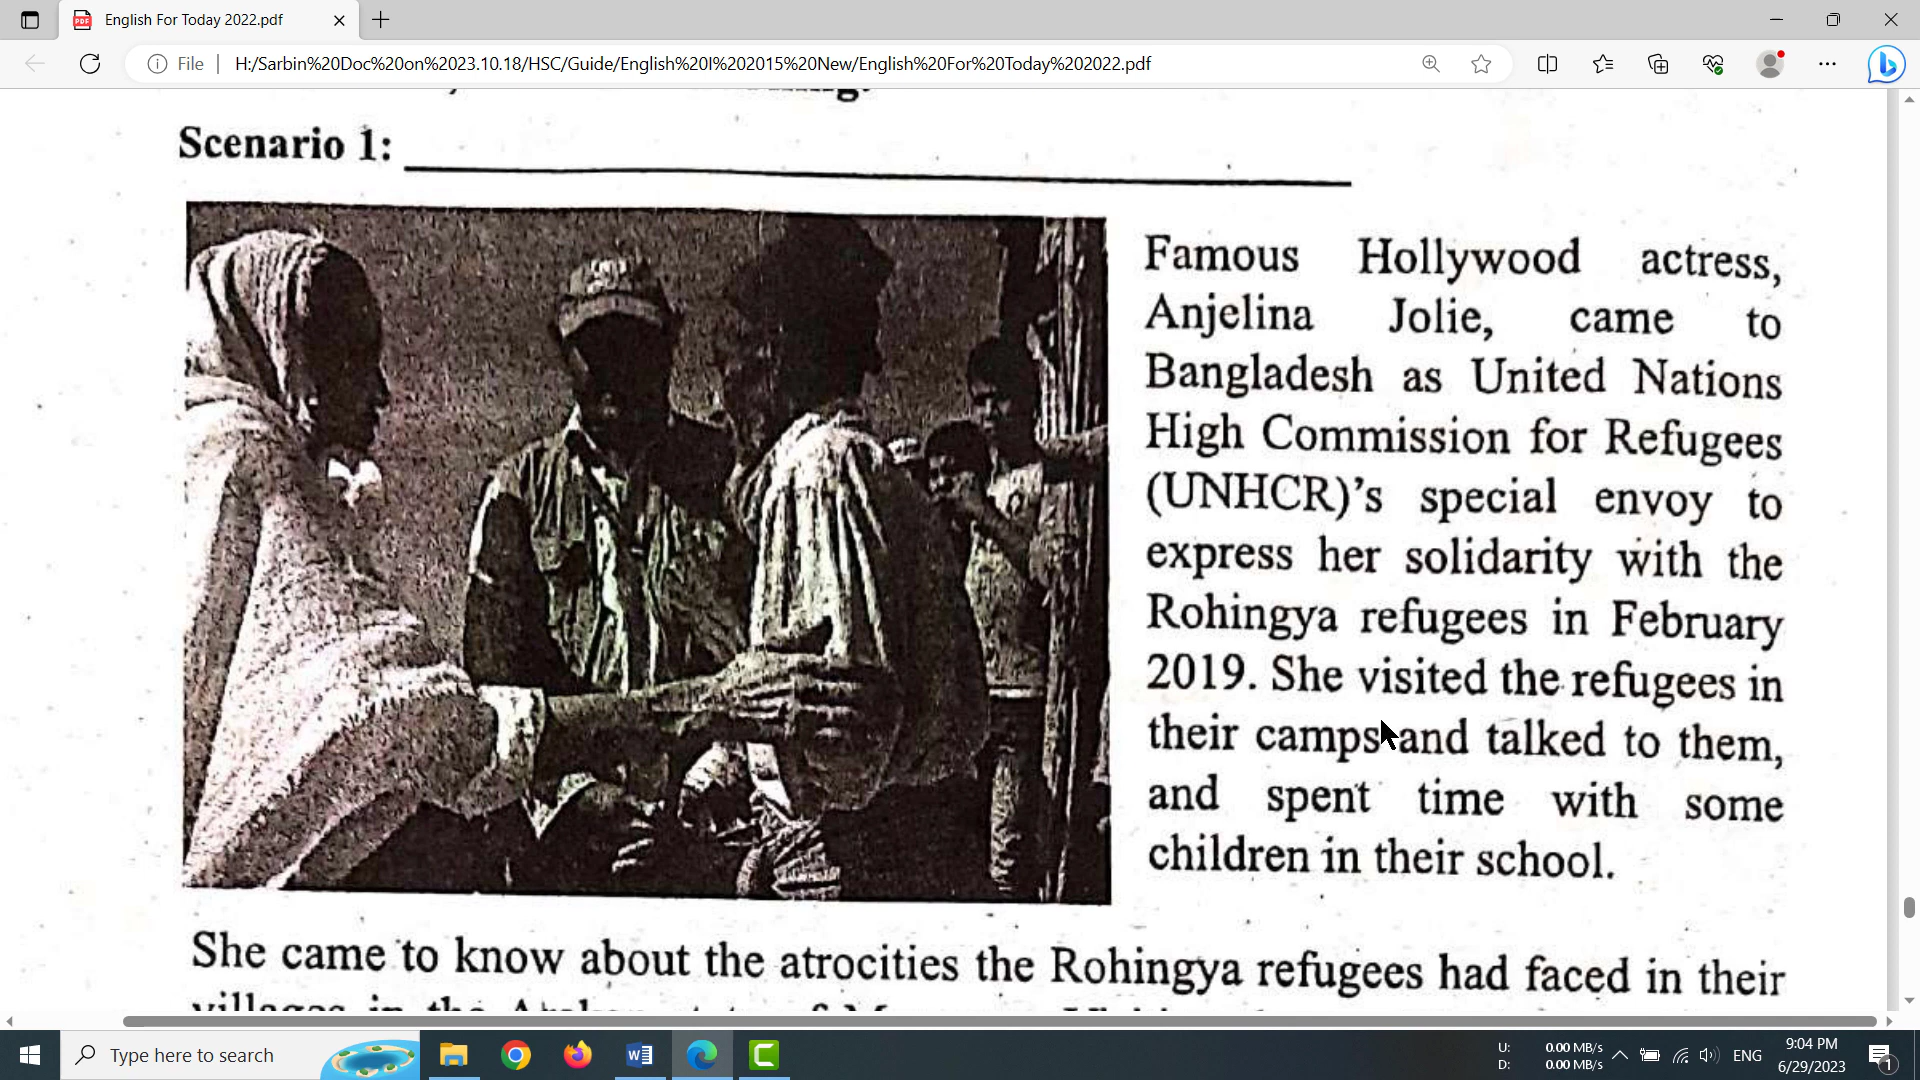 English For Today 2022.pdf
File
H:/Sarbin%20Doc%20on%2023.10.18/HSC/Guide/English%20I%202015%20New/English%20For%20Today%202022.pdf
Scenario 1:
Famous Hollywood actress,
Anjelina Jolie, came to
Bangladesh as United Nations
High Commission for Refugees
(UNHCR)'s special envoy to
express her solidarity with the
Rohingya refugees in February
2019. She visited the refugees in
their camps and talked to them,
and spent time with some
children in their school.
She came to know about the atrocities the Rohingya refugees had faced in their
Type here to search
U: 0.00 MB/s
D: 0.00 MB/s
ENG
9:04 PM
6/29/2023
1